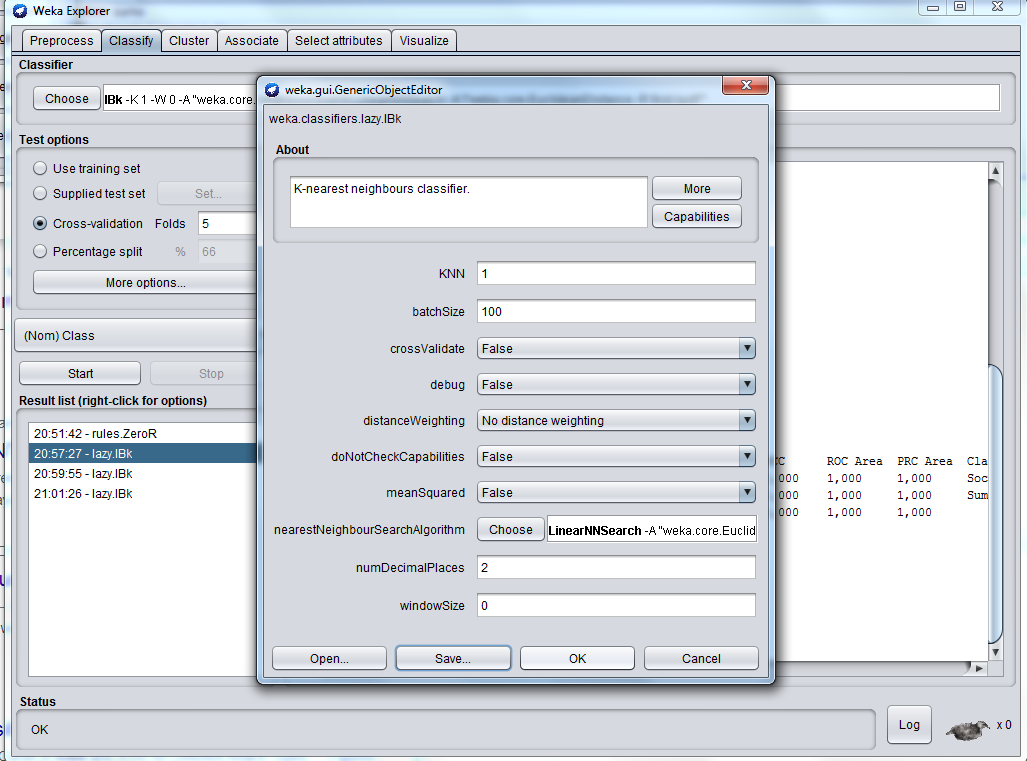 Weka Explorer
Preprocess Classify Cluster Associate Select attributes Visualize
Classifier
Choose IBk -K 1 -W 0 -A "weka.core.
Test options
Use training set
Supplied test set Set...
Cross-validation Folds 5
Percentage split % 66
More options...
(Nom) Class
Start Stop
Result list (right-click for options)
20:51:42 - rules.ZeroR
20:57:27 - lazy.IBk
20:59:55 - lazy.IBk
21:01:26 - lazy.IBk
weka.gui.GenericObjectEditor
weka.classifiers.lazy.IBk
About
K-nearest neighbours classifier.
More
Capabilities
KNN 1
batchSize 100
crossValidate False
debug False
distanceWeighting No distance weighting
doNotCheckCapabilities False
meanSquared False
nearestNeighbourSearchAlgorithm Choose LinearNNSearch -A "weka.core.Euclid
numDecimalPlaces 2
windowSize 0
Open... Save... OK Cancel
C ROC Area PRC Area Cla
000 1,000 1,000 Soc
000 1,000 1,000 Sum
000 1,000 1,000
Status
OK
Log
x 0